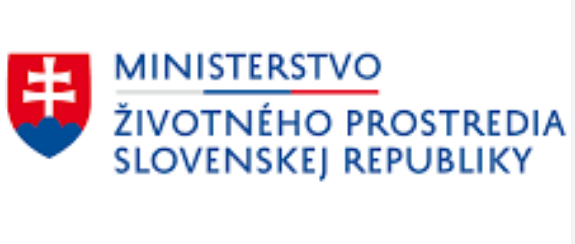 MINISTERSTVO
ŽIVOTNÉHO PROSTREDIA
SLOVENSKEJ REPUBLIKY